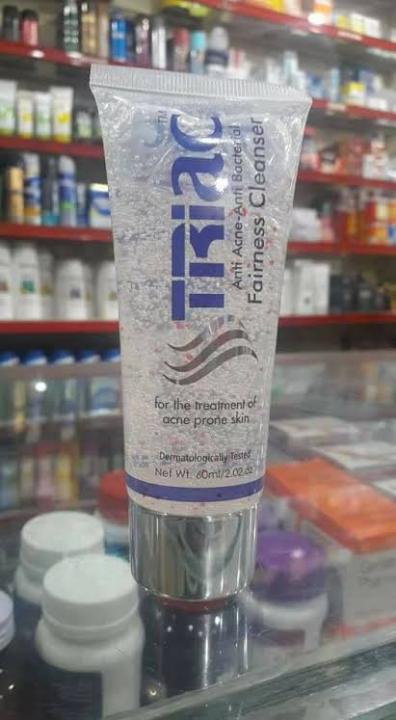 TRiac TM
Anti Acne-Anti Bacterial
Fairness Cleanser
for the treatment of
acne prone skin
Dermatologically Tested
Net Wt. 60ml/2.02.oz